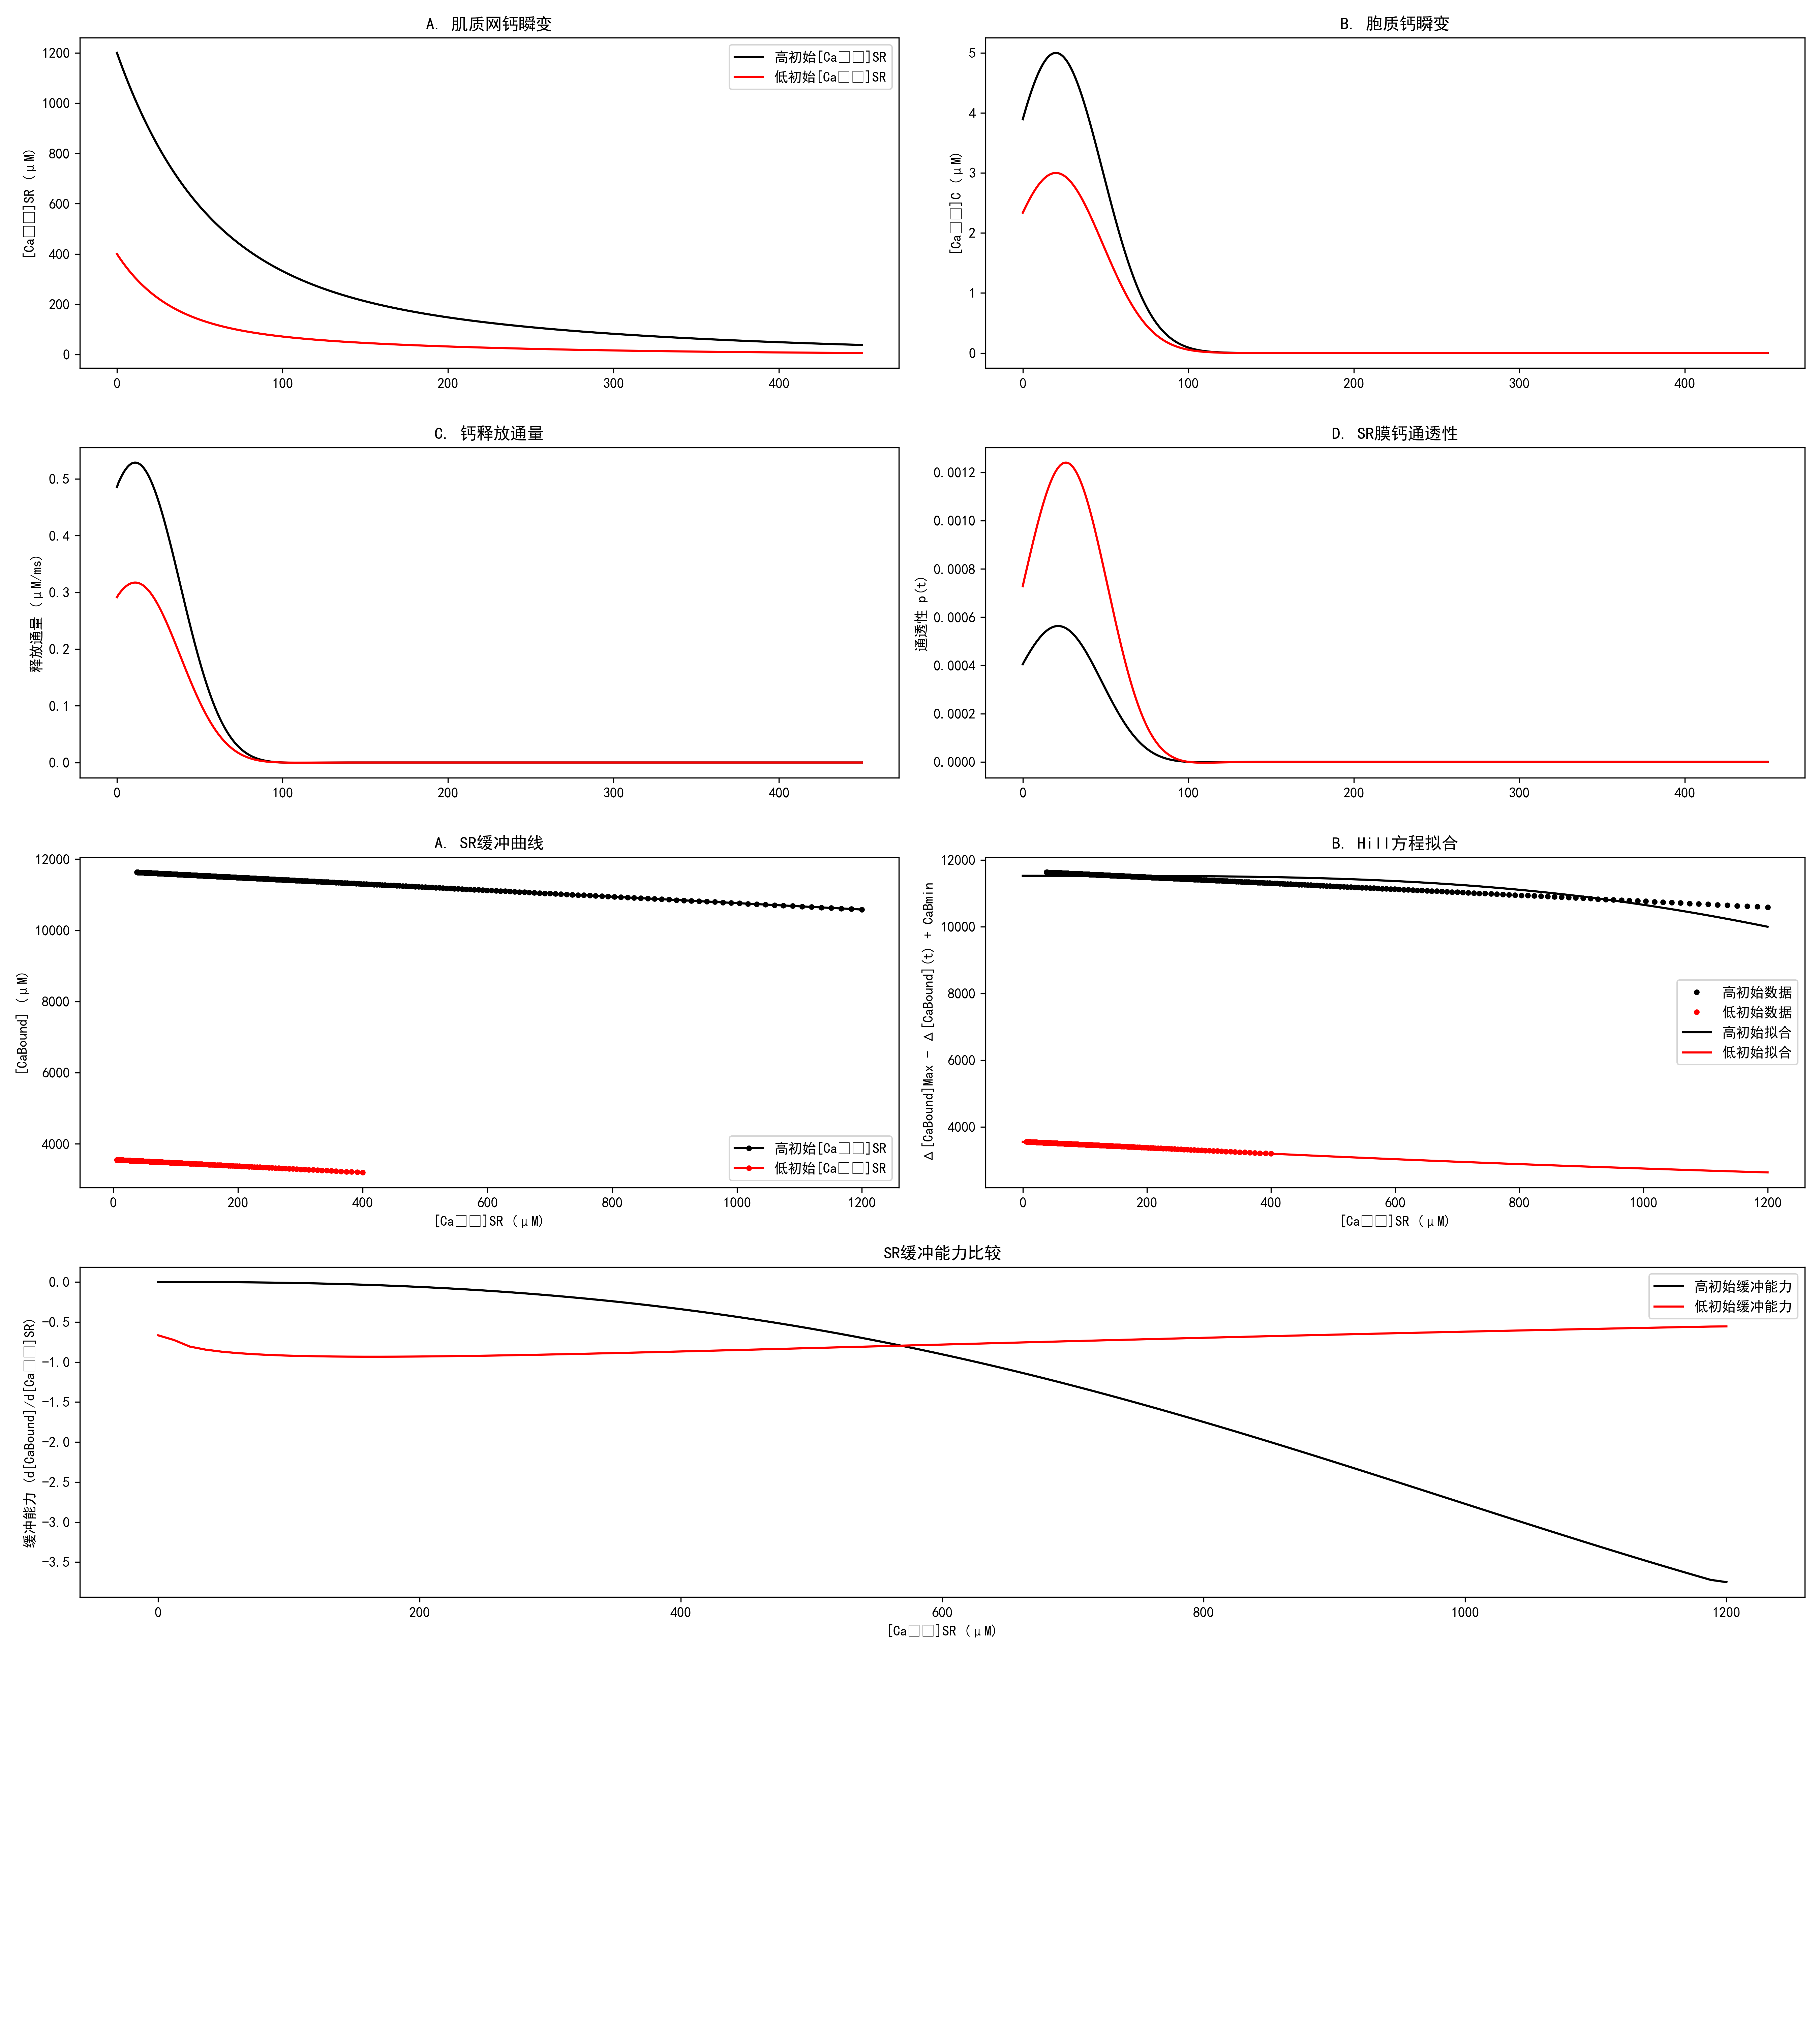 A. 肌质网钙瞬变
[Ca□□]SR (μM)
1200
1000
800
600
400
200
0
高初始[Ca□□]SR
低初始[Ca□□]SR
0 100 200 300 400
B. 胞质钙瞬变
[Ca□□]C (μM)
5
4
3
2
1
0
0 100 200 300 400
C. 钙释放通量
释放通量 (μM/ms)
0.5
0.4
0.3
0.2
0.1
0.0
0 100 200 300 400
D. SR膜钙通透性
通透性 p(t)
0.0012
0.0010
0.0008
0.0006
0.0004
0.0002
0.0000
0 100 200 300 400
A. SR缓冲曲线
[CaBound] (μM)
12000
10000
8000
6000
4000
高初始[Ca□□]SR
低初始[Ca□□]SR
0 200 400 600 800 1000 1200
[Ca□□]SR (μM)
B. Hill方程拟合
Δ[CaBound]Max - Δ[CaBound](t) + CaBmin
12000
10000
8000
6000
4000
高初始数据
低初始数据
高初始拟合
低初始拟合
0 200 400 600 800 1000 1200
[Ca□□]SR (μM)
SR缓冲能力比较
缓冲能力 (d[CaBound]/d[Ca□□]SR)
0.0
-0.5
-1.0
-1.5
-2.0
-2.5
-3.0
-3.5
高初始缓冲能力
低初始缓冲能力
0 200 400 600 800 1000 1200
[Ca□□]SR (μM)